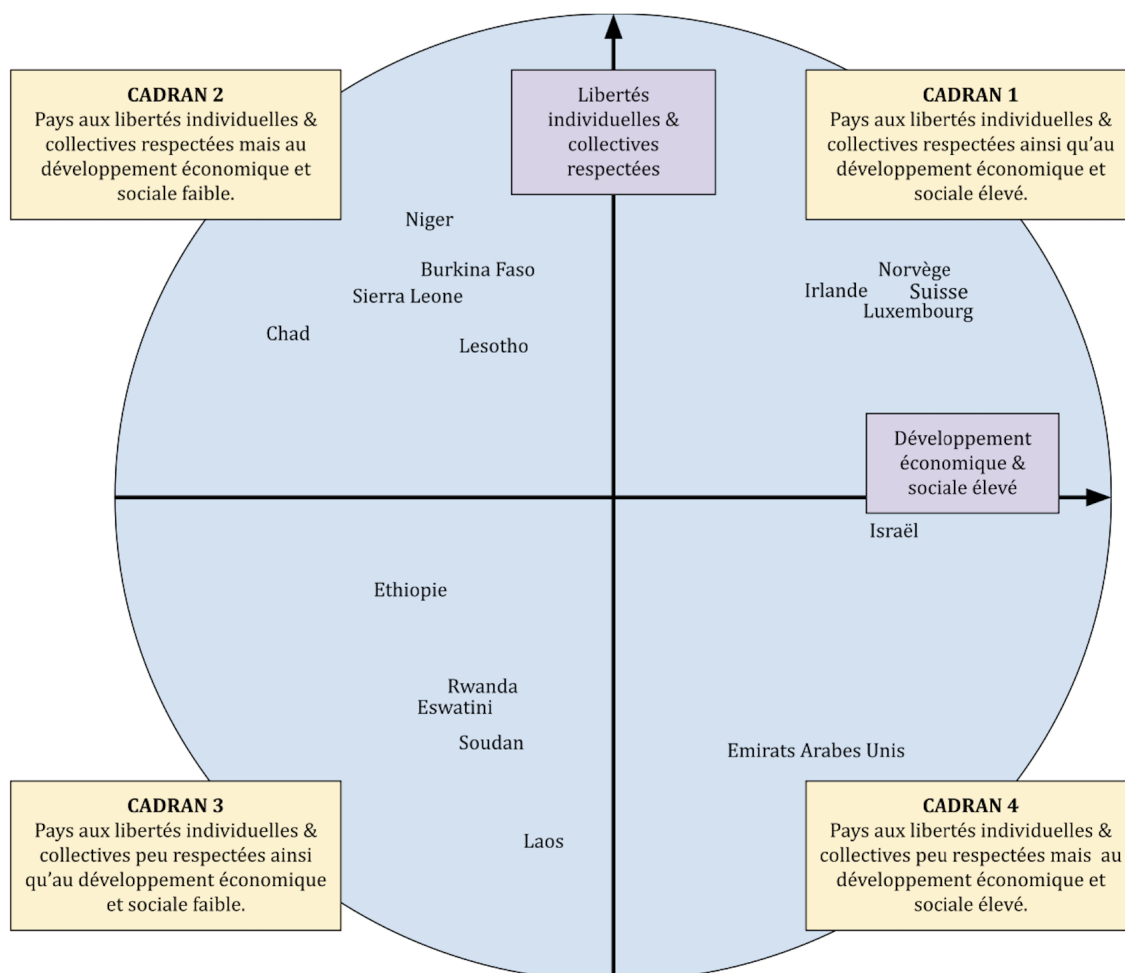 CADRAN 2
Pays aux libertés individuelles &
collectives respectées mais au
développement économique et
sociale faible.
Libertés
individuelles &
collectives
respectées
CADRAN 1
Pays aux libertés individuelles &
collectives respectées ainsi qu'au
développement économique et
sociale élevé.
Niger
Burkina Faso
Sierra Leone
Chad
Lesotho
Norvège
Irlande
Suisse
Luxembourg
Développement
économique &
sociale élevé
Israël
Ethiopie
Rwanda
Eswatini
Soudan
Laos
Emirats Arabes Unis
CADRAN 3
Pays aux libertés individuelles &
collectives peu respectées ainsi
qu'au développement économique
et sociale faible.
CADRAN 4
Pays aux libertés individuelles &
collectives peu respectées mais au
développement économique et
sociale élevé.